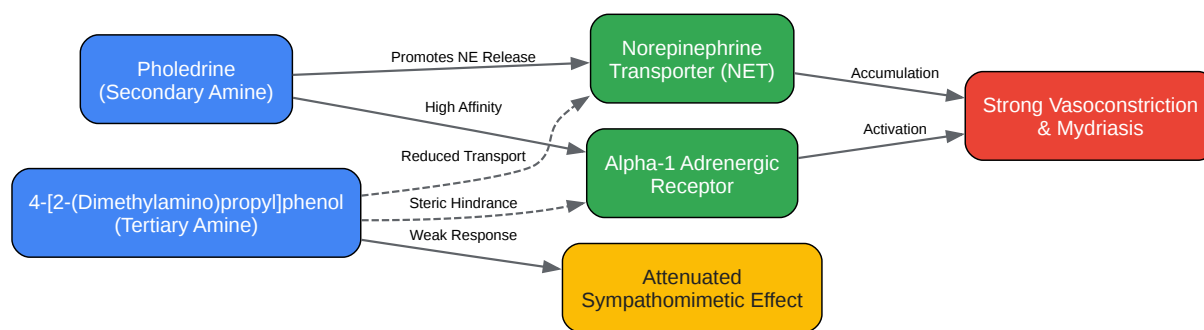 Pholedrine
(Secondary Amine)
Promotes NE Release
High Affinity
Norepinephrine
Transporter (NET)
Accumulation
Activation
Strong Vasoconstriction
& Mydriasis
4-[2-(Dimethylamino)propyl]phenol
(Tertiary Amine)
Reduced Transport
Steric Hindrance
Weak Response
Alpha-1 Adrenergic
Receptor
Attenuated
Sympathomimetic Effect